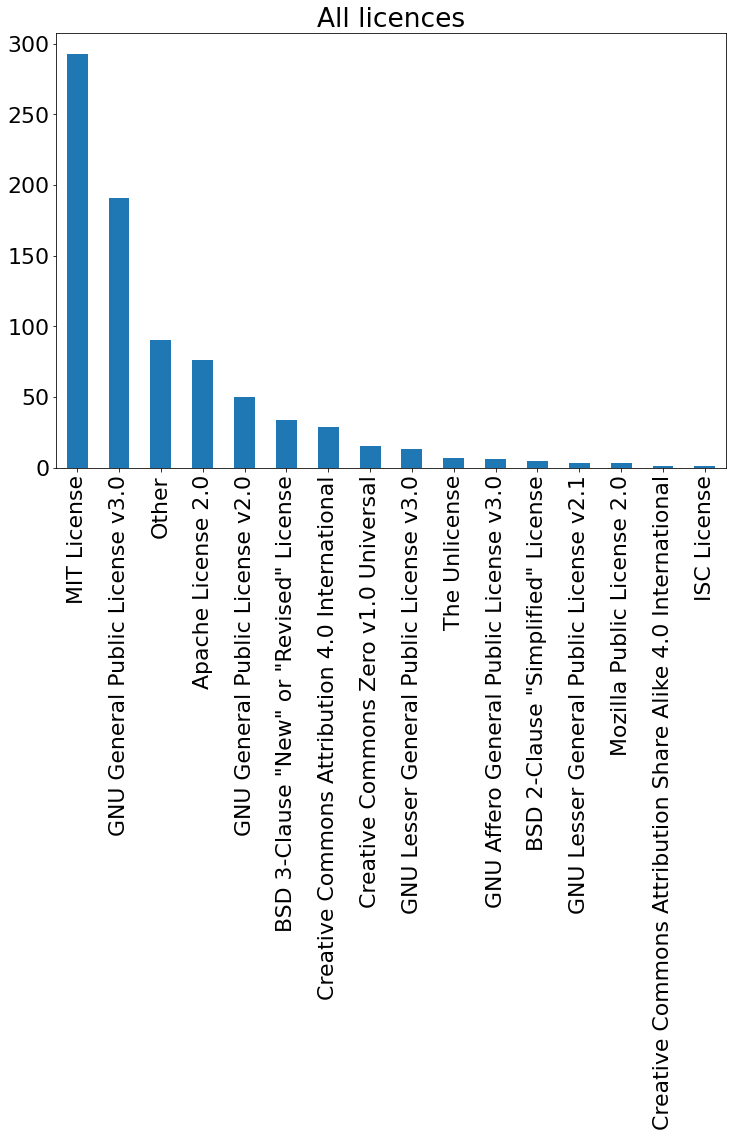 All licences
300
250
200
150
100
50
0
MIT License
GNU General Public License v3.0
Other
Apache License 2.0
GNU General Public License v2.0
BSD 3-Clause "New" or "Revised" License
Creative Commons Attribution 4.0 International
Creative Commons Zero v1.0 Universal
GNU Lesser General Public License v3.0
The Unlicense
GNU Affero General Public License v3.0
BSD 2-Clause "Simplified" License
GNU Lesser General Public License v2.1
Mozilla Public License 2.0
Creative Commons Attribution Share Alike 4.0 International
ISC License